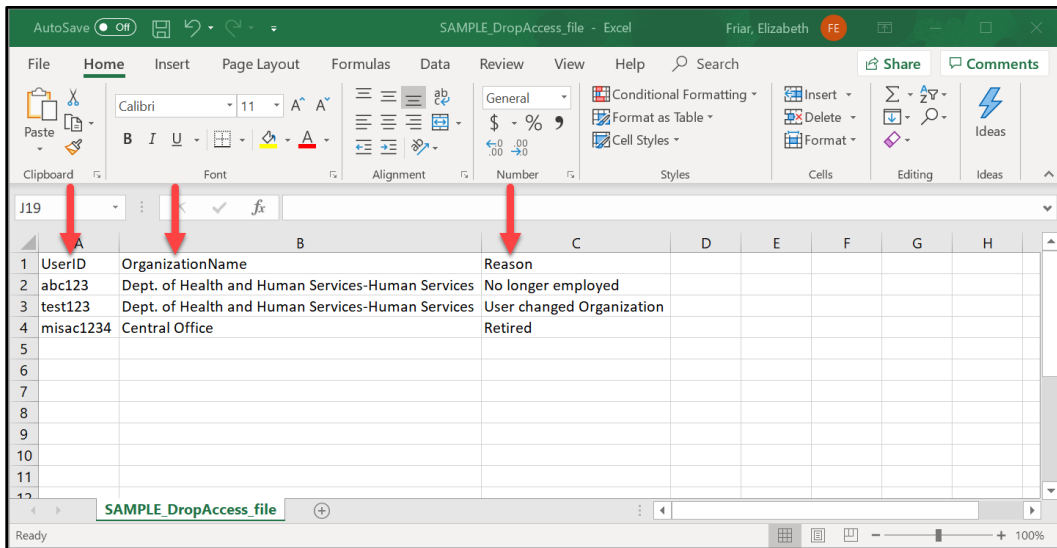 AutoSave Off SAMPLE_DropAccess_file - Excel Friar, Elizabeth FE
File Home Insert Page Layout Formulas Data Review View Help Search Share Comments
Paste
Calibri 11 A^ A˅
B I U A
ab
General
$ % 9
.00 .00
Conditional Formatting
Format as Table
Cell Styles
Insert
Delete
Format
Ideas
Clipboard Font Alignment Number Styles Cells Editing Ideas
J19 fx
A B C D E F G H
1 UserID OrganizationName Reason
2 abc123 Dept. of Health and Human Services-Human Services No longer employed
3 test123 Dept. of Health and Human Services-Human Services User changed Organization
4 misac1234 Central Office Retired
5
6
7
8
9
10
11
12
SAMPLE_DropAccess_file
Ready 100%